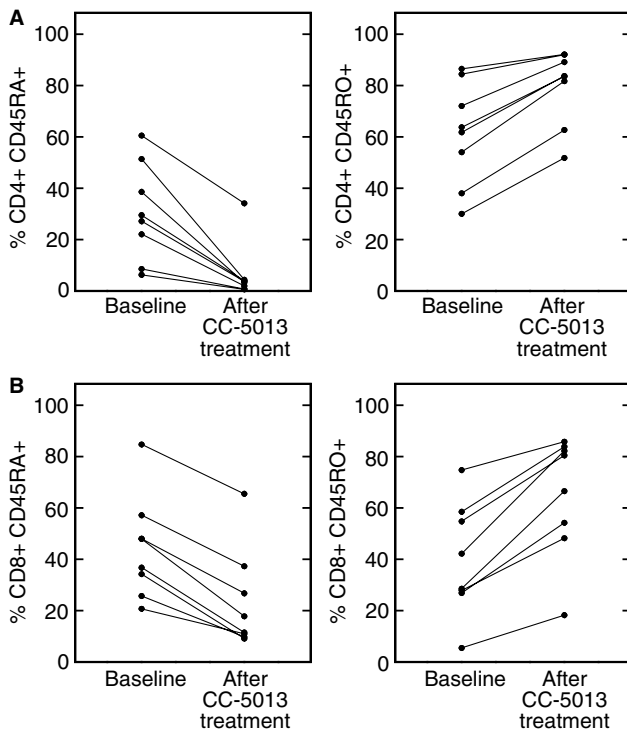 A
100
80
60
40
20
0
% CD4+ CD45RA+
Baseline
After
CC-5013
treatment
100
80
60
40
20
0
% CD4+ CD45RO+
Baseline
After
CC-5013
treatment
B
100
80
60
40
20
0
% CD8+ CD45RA+
Baseline
After
CC-5013
treatment
100
80
60
40
20
0
% CD8+ CD45RO+
Baseline
After
CC-5013
treatment